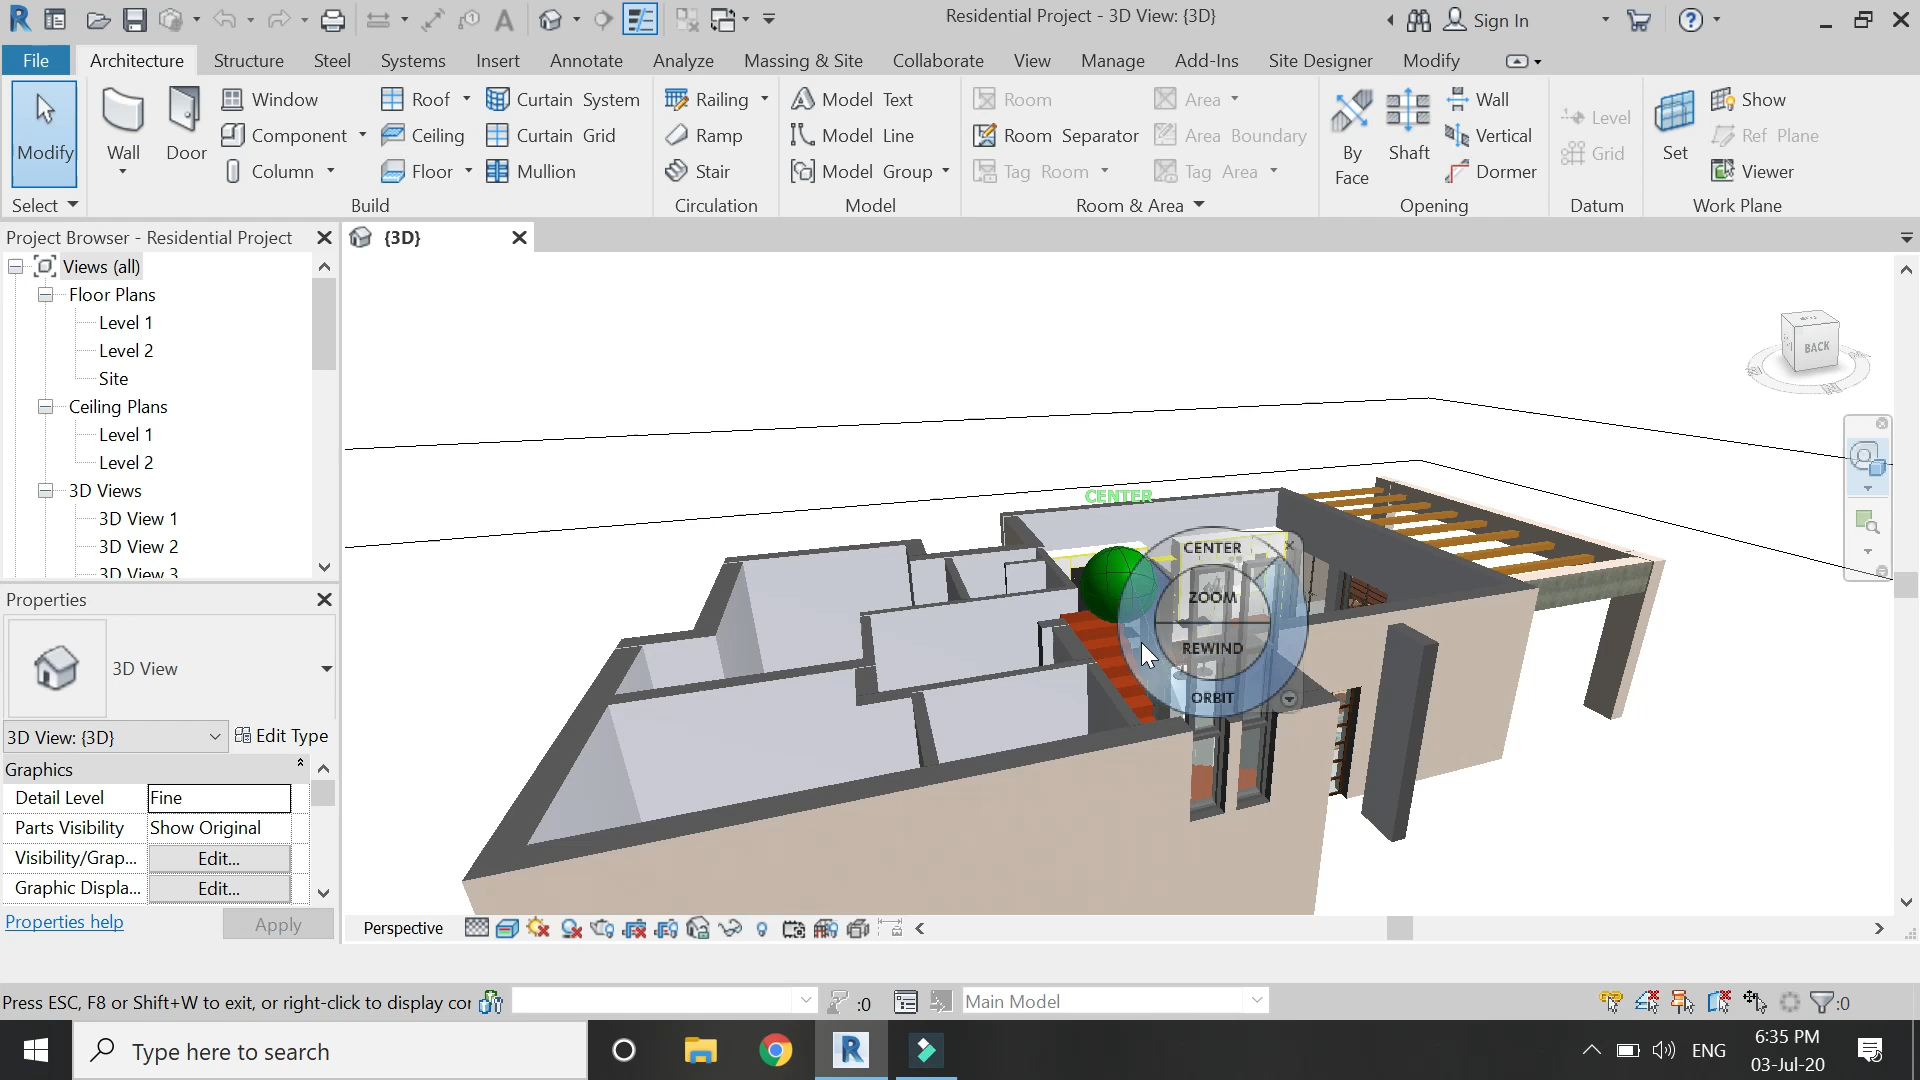 Residential Project - 3D View: {3D}
Sign In
File
Architecture
Structure
Steel
Systems
Insert
Annotate
Analyze
Massing & Site
Collaborate
View
Manage
Add-Ins
Site Designer
Modify
Modify
Wall
Door
Window
Component
Column
Roof
Ceiling
Floor
Curtain System
Curtain Grid
Mullion
Railing
Ramp
Stair
Model Text
Model Line
Model Group
Room
Room Separator
Tag Room
Area
Area Boundary
Tag Area
By
Face
Shaft
Wall
Vertical
Dormer
Level
Grid
Set
Show
Ref Plane
Viewer
Select
Build
Circulation
Model
Room & Area
Opening
Datum
Work Plane
Project Browser - Residential Project
{3D}
Views (all)
Floor Plans
Level 1
Level 2
Site
Ceiling Plans
Level 1
Level 2
3D Views
3D View 1
3D View 2
3D View 3
Properties
3D View
3D View: {3D}
Edit Type
Graphics
Detail Level
Fine
Parts Visibility
Show Original
Visibility/Grap...
Edit...
Graphic Displa...
Edit...
Properties help
Apply
BACK
CENTER
CENTER
ZOOM
REWIND
ORBIT
Perspective
Press ESC, F8 or Shift+W to exit, or right-click to display cor
:0
Main Model
:0
Type here to search
ENG
6:35 PM
03-Jul-20